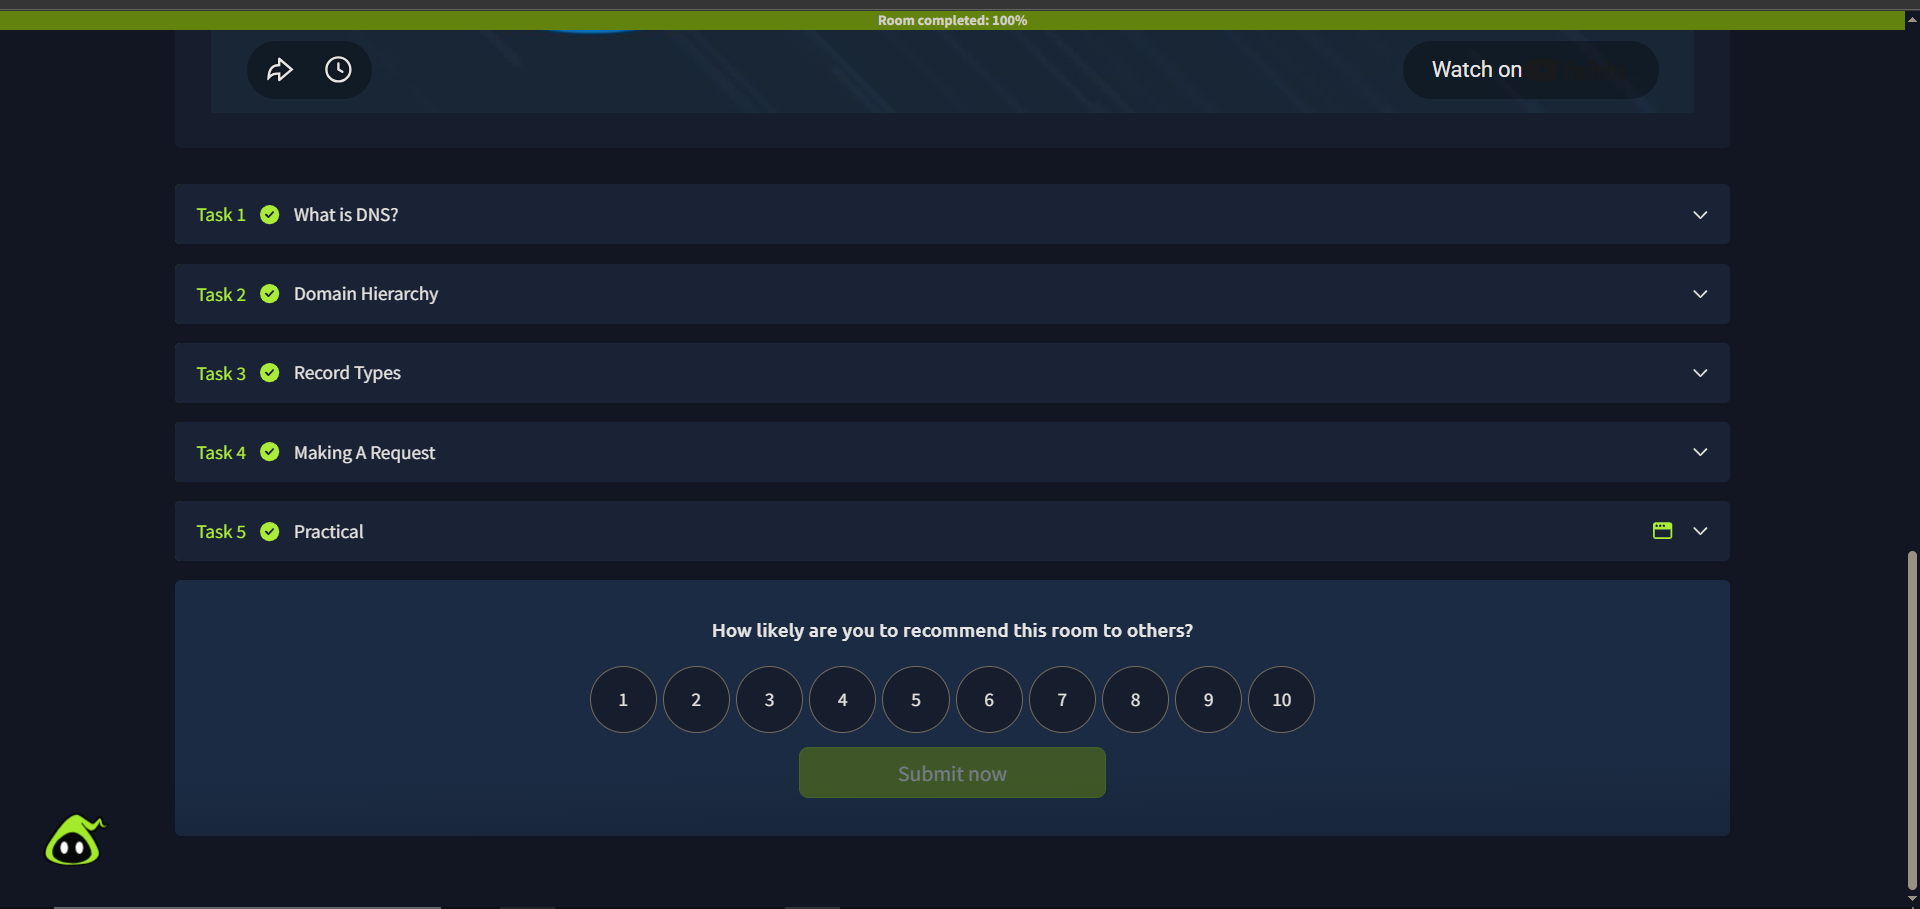 Room completed: 100%
Watch on
Task 1 What is DNS?
Task 2 Domain Hierarchy
Task 3 Record Types
Task 4 Making A Request
Task 5 Practical
How likely are you to recommend this room to others?
1 2 3 4 5 6 7 8 9 10
Submit now